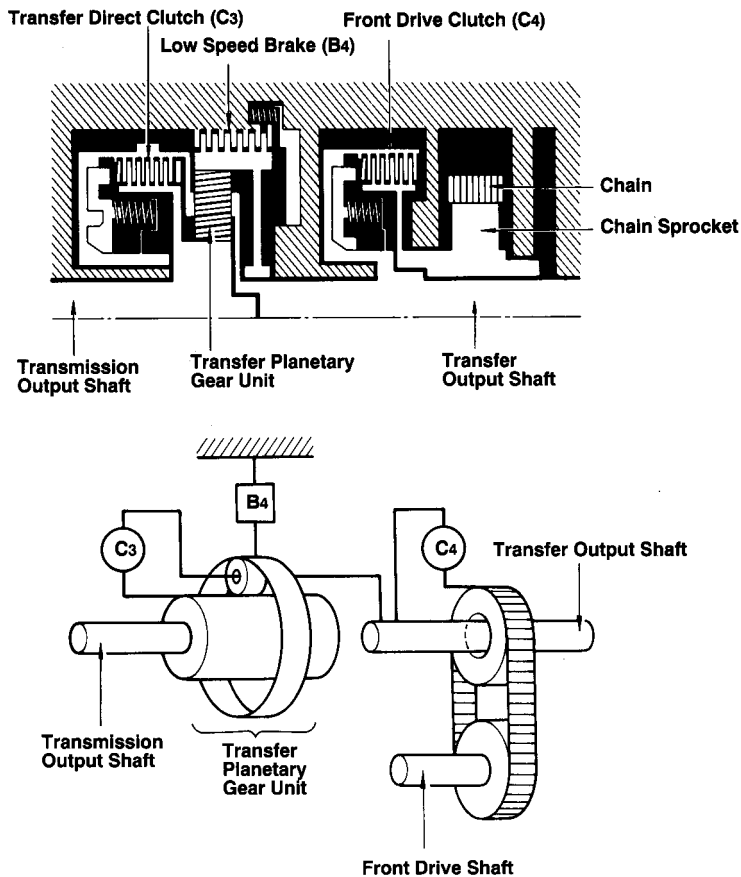 Transfer Direct Clutch (C3)
Front Drive Clutch (C4)
Low Speed Brake (B4)
Chain
Chain Sprocket
Transmission
Output Shaft
Transfer Planetary
Gear Unit
Transfer
Output Shaft
B4
C3
C4
Transfer Output Shaft
Transmission
Output Shaft
Transfer
Planetary
Gear Unit
Front Drive Shaft